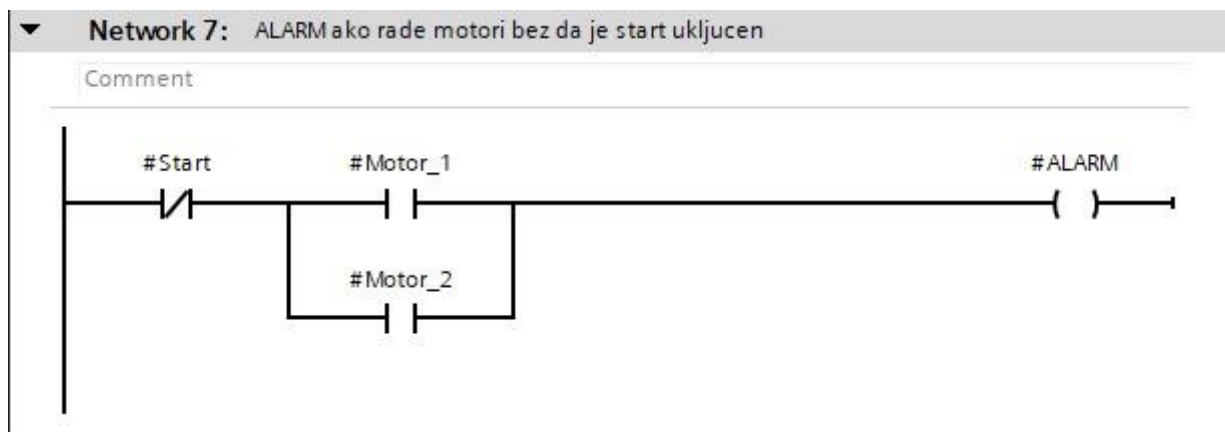 Network 7: ALARM ako rade motori bez da je start ukljucen
Comment
#Start #Motor_1 #ALARM
#Motor_2